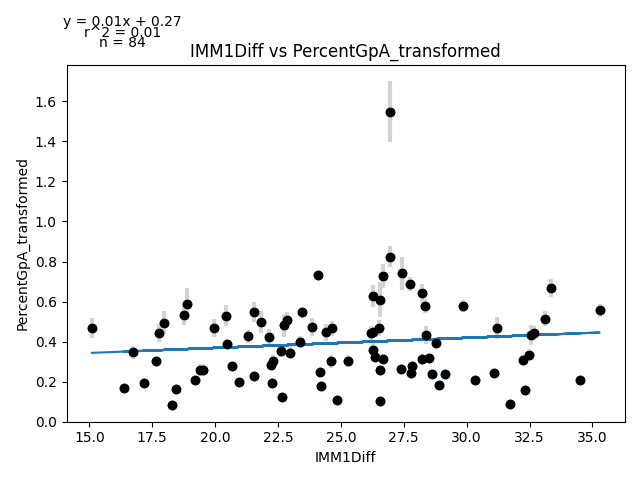 y = 0.01x + 0.27
r^2 = 0.01
n = 84
IMM1Diff vs PercentGpA_transformed
PercentGpA_transformed
1.6
1.4
1.2
1.0
0.8
0.6
0.4
0.2
0.0
15.0 17.5 20.0 22.5 25.0 27.5 30.0 32.5 35.0
IMM1Diff